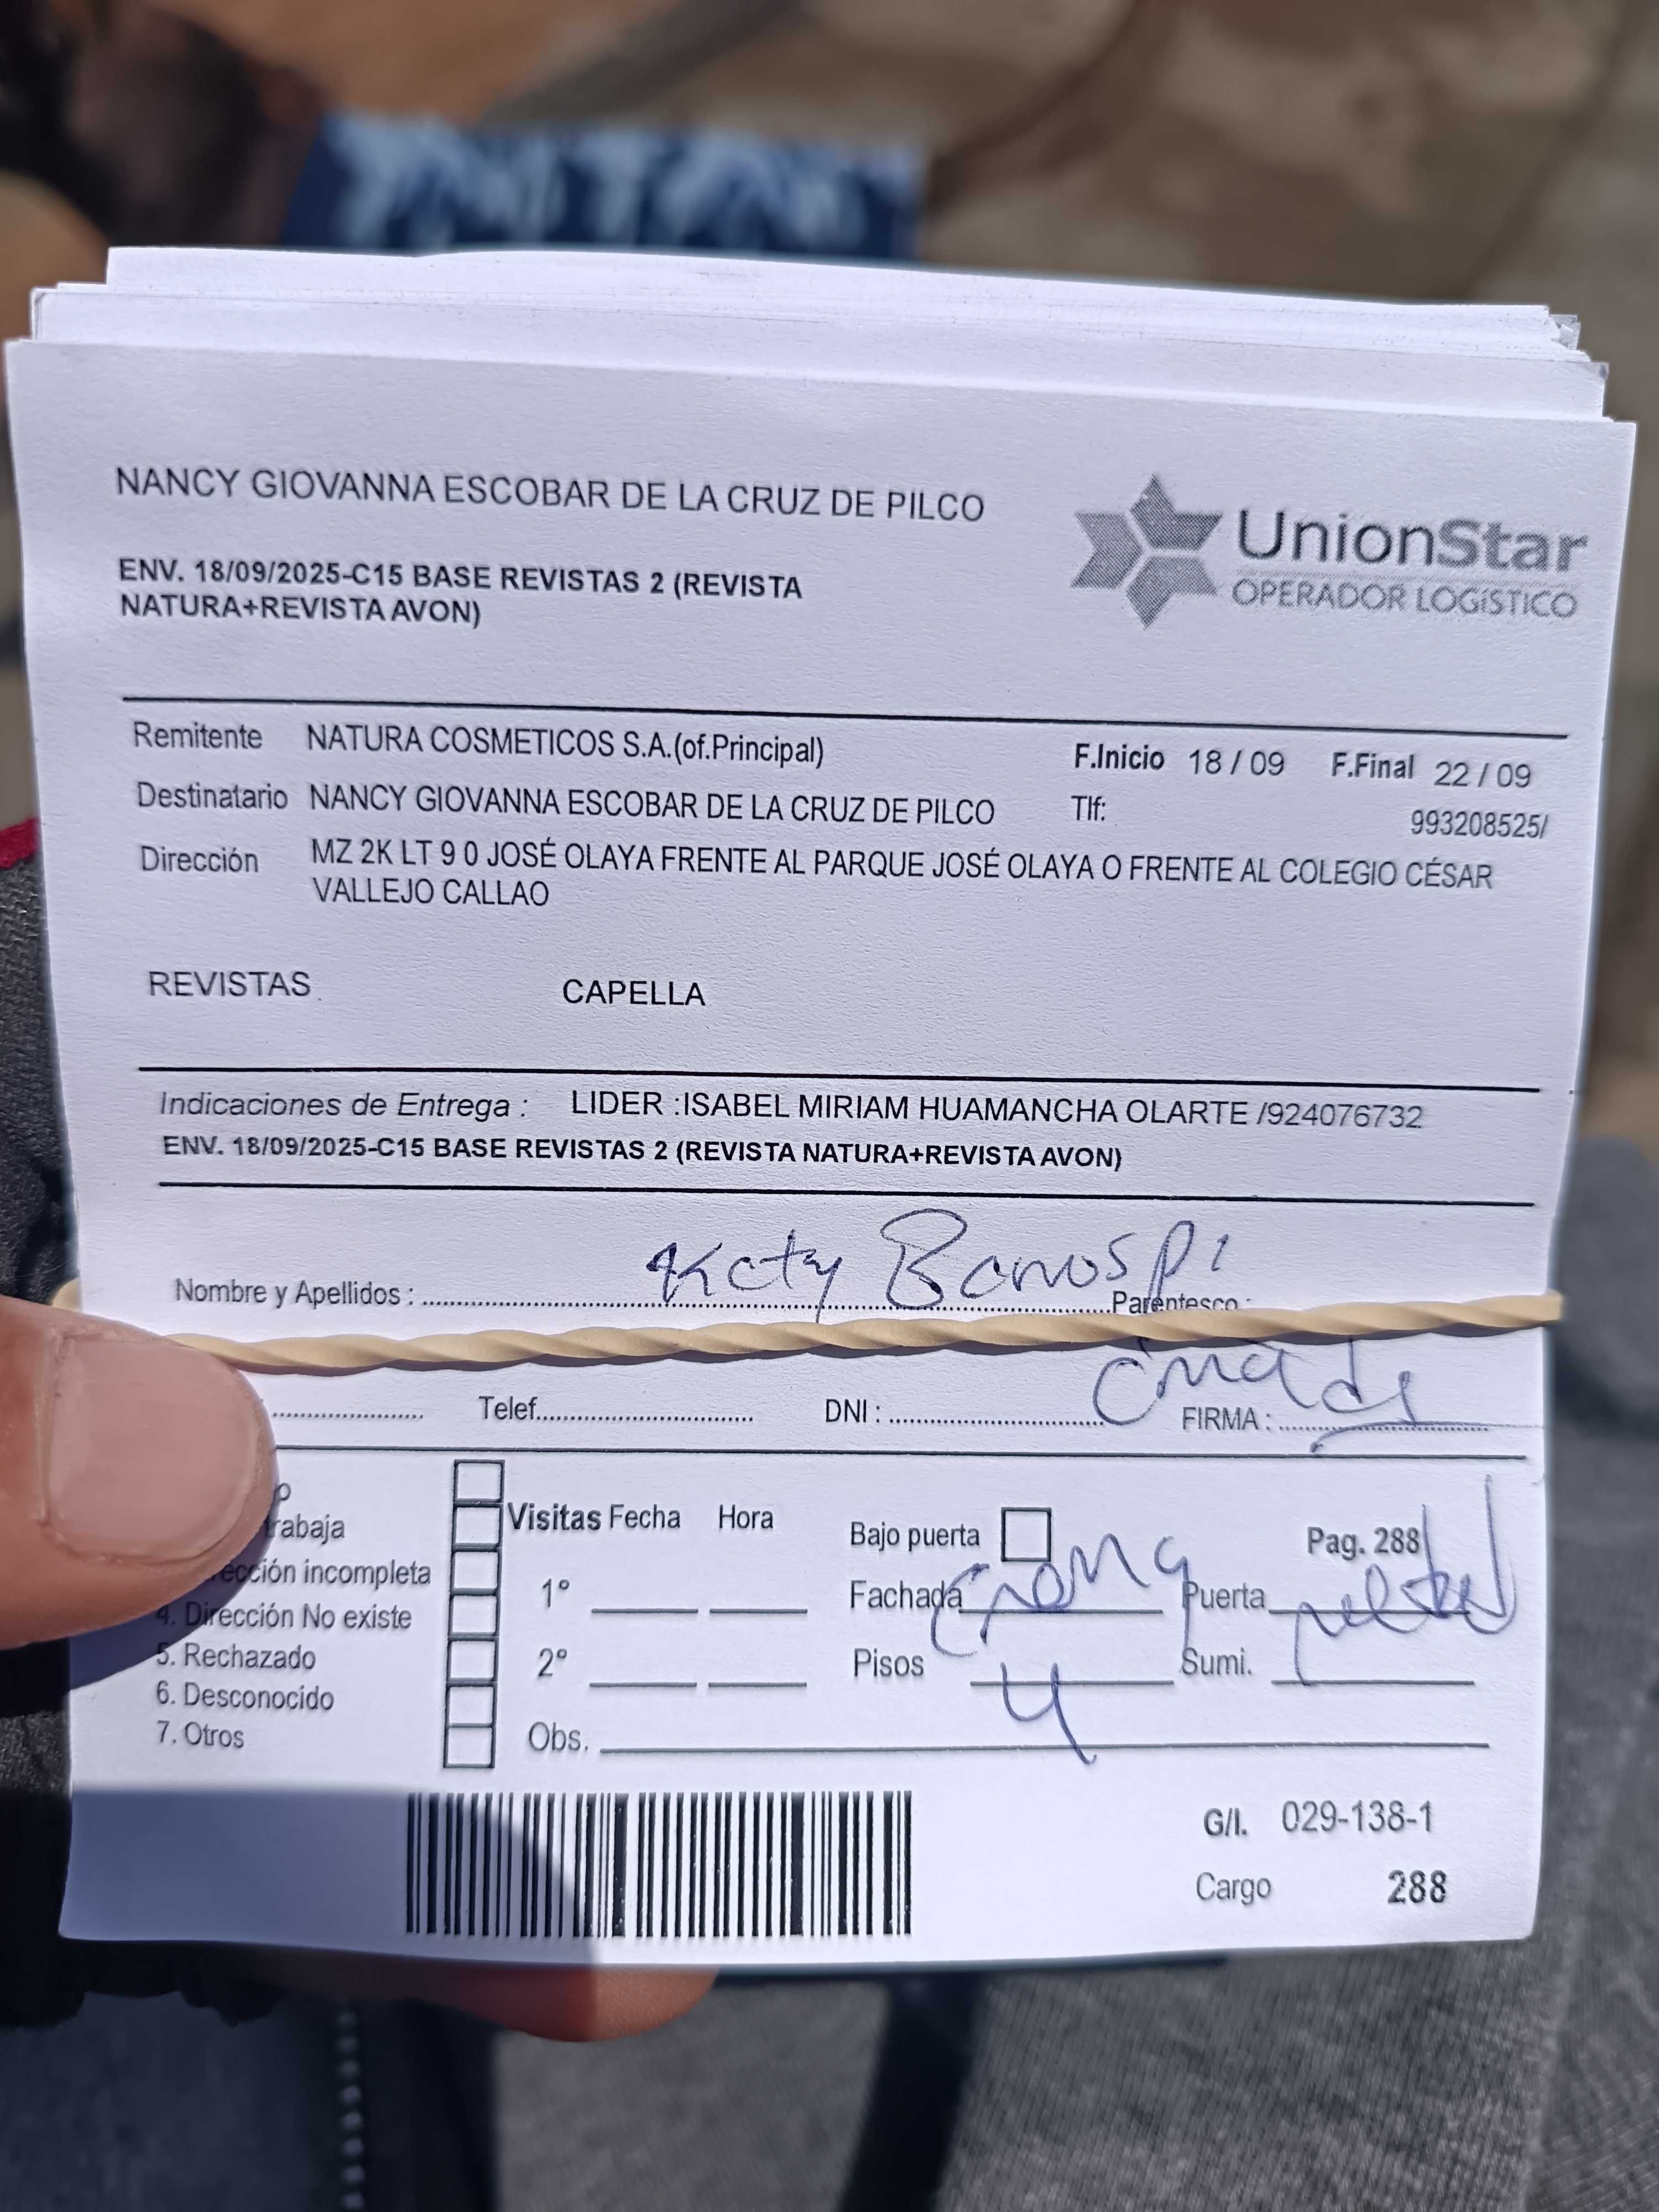 NANCY GIOVANNA ESCOBAR DE LA CRUZ DE PILCO
UnionStar
OPERADOR LOGíSTICO
ENV. 18/09/2025-C15 BASE REVISTAS 2 (REVISTA
NATURA+REVISTA AVON)
Remitente NATURA COSMETICOS S.A.(of.Principal) F.Inicio 18 / 09 F.Final 22 / 09
Destinatario NANCY GIOVANNA ESCOBAR DE LA CRUZ DE PILCO Tlf: 993208525/
Dirección MZ 2K LT 9 0 JOSÉ OLAYA FRENTE AL PARQUE JOSÉ OLAYA O FRENTE AL COLEGIO CÉSAR
VALLEJO CALLAO
REVISTAS CAPELLA
Indicaciones de Entrega : LIDER :ISABEL MIRIAM HUAMANCHA OLARTE /924076732
ENV. 18/09/2025-C15 BASE REVISTAS 2 (REVISTA NATURA+REVISTA AVON)
Nombre y Apellidos : Kcty Parentesco :
Telef. DNI : FIRMA :
Visitas Fecha Hora Bajo puerta Pag. 288
rabaja
ección incompleta 1° Fachada Puerta
4. Dirección No existe
5. Rechazado 2° Pisos 4 Sumi.
6. Desconocido
7. Otros Obs.
G/I. 029-138-1
Cargo 288